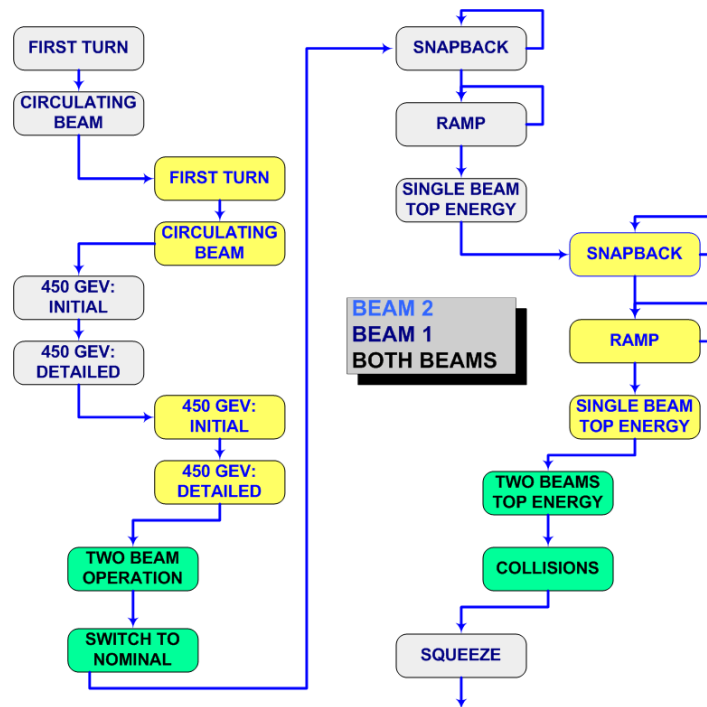 FIRST TURN
CIRCULATING
BEAM
FIRST TURN
CIRCULATING
BEAM
450 GEV:
INITIAL
450 GEV:
DETAILED
450 GEV:
INITIAL
450 GEV:
DETAILED
TWO BEAM
OPERATION
SWITCH TO
NOMINAL
SNAPBACK
RAMP
SINGLE BEAM
TOP ENERGY
SNAPBACK
RAMP
SINGLE BEAM
TOP ENERGY
TWO BEAMS
TOP ENERGY
COLLISIONS
SQUEEZE
BEAM 2
BEAM 1
BOTH BEAMS